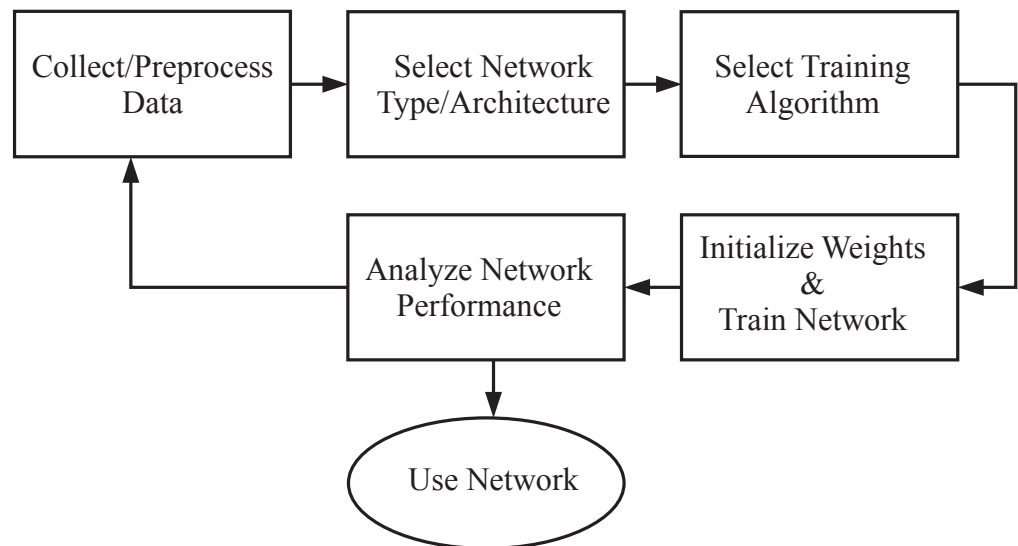 Collect/Preprocess
Data
Select Network
Type/Architecture
Select Training
Algorithm
Initialize Weights
&
Train Network
Analyze Network
Performance
Use Network